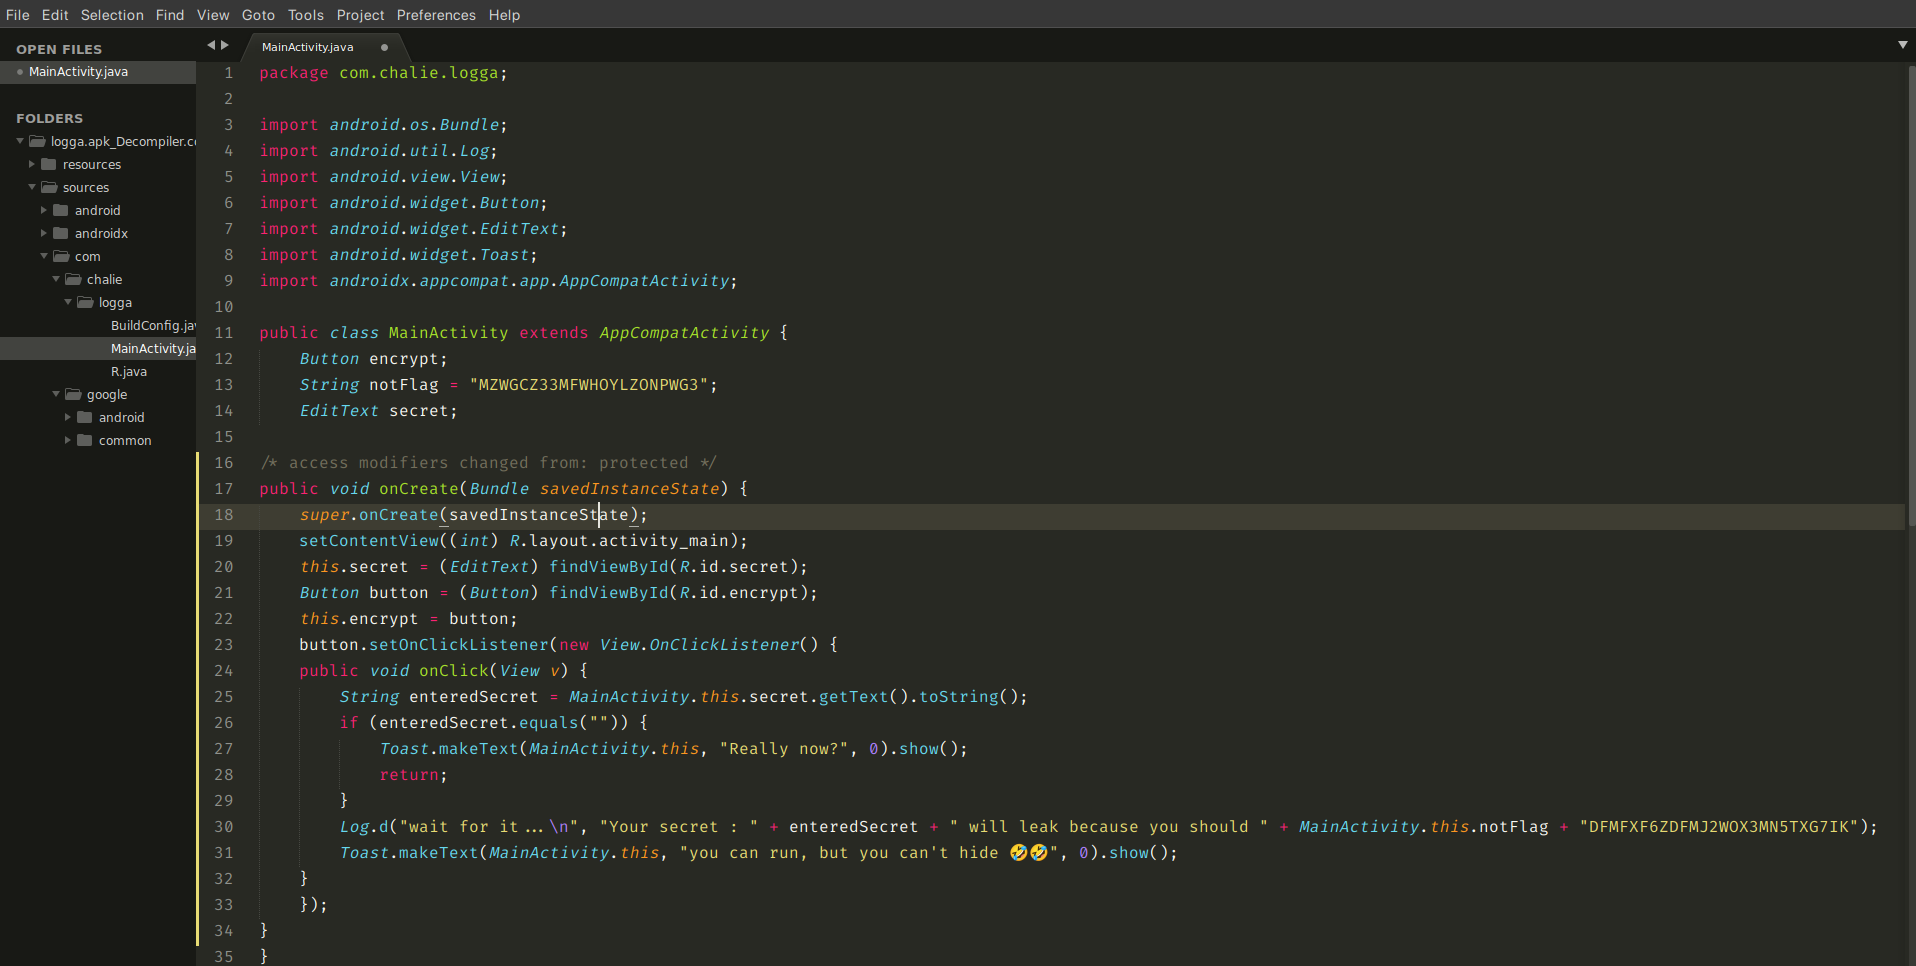 File Edit Selection Find View Goto Tools Project Preferences Help
OPEN FILES
MainActivity.java
FOLDERS
logga.apk_Decompiler.co
resources
sources
android
androidx
com
chalie
logga
BuildConfig.jav
MainActivity.ja
R.java
google
android
common
MainActivity.java
1 package com.chalie.logga;
2
3 import android.os.Bundle;
4 import android.util.Log;
5 import android.view.View;
6 import android.widget.Button;
7 import android.widget.EditText;
8 import android.widget.Toast;
9 import androidx.appcompat.app.AppCompatActivity;
10
11 public class MainActivity extends AppCompatActivity {
12 Button encrypt;
13 String notFlag = "MZWGCZ33MFWHOYLZONPWG3";
14 EditText secret;
15
16 /* access modifiers changed from: protected */
17 public void onCreate(Bundle savedInstanceState) {
18 super.onCreate(savedInstanceState);
19 setContentView((int) R.layout.activity_main);
20 this.secret = (EditText) findViewById(R.id.secret);
21 Button button = (Button) findViewById(R.id.encrypt);
22 this.encrypt = button;
23 button.setOnClickListener(new View.OnClickListener() {
24 public void onClick(View v) {
25 String enteredSecret = MainActivity.this.secret.getText().toString();
26 if (enteredSecret.equals("")) {
27 Toast.makeText(MainActivity.this, "Really now?", 0).show();
28 return;
29 }
30 Log.d("wait for it...\n", "Your secret : " + enteredSecret + " will leak because you should " + MainActivity.this.notFlag + "DFMFXF6ZDFMJ2WOX3MN5TXG7IK");
31 Toast.makeText(MainActivity.this, "you can run, but you can't hide 🤣🤣", 0).show();
32 }
33 });
34 }
35 }